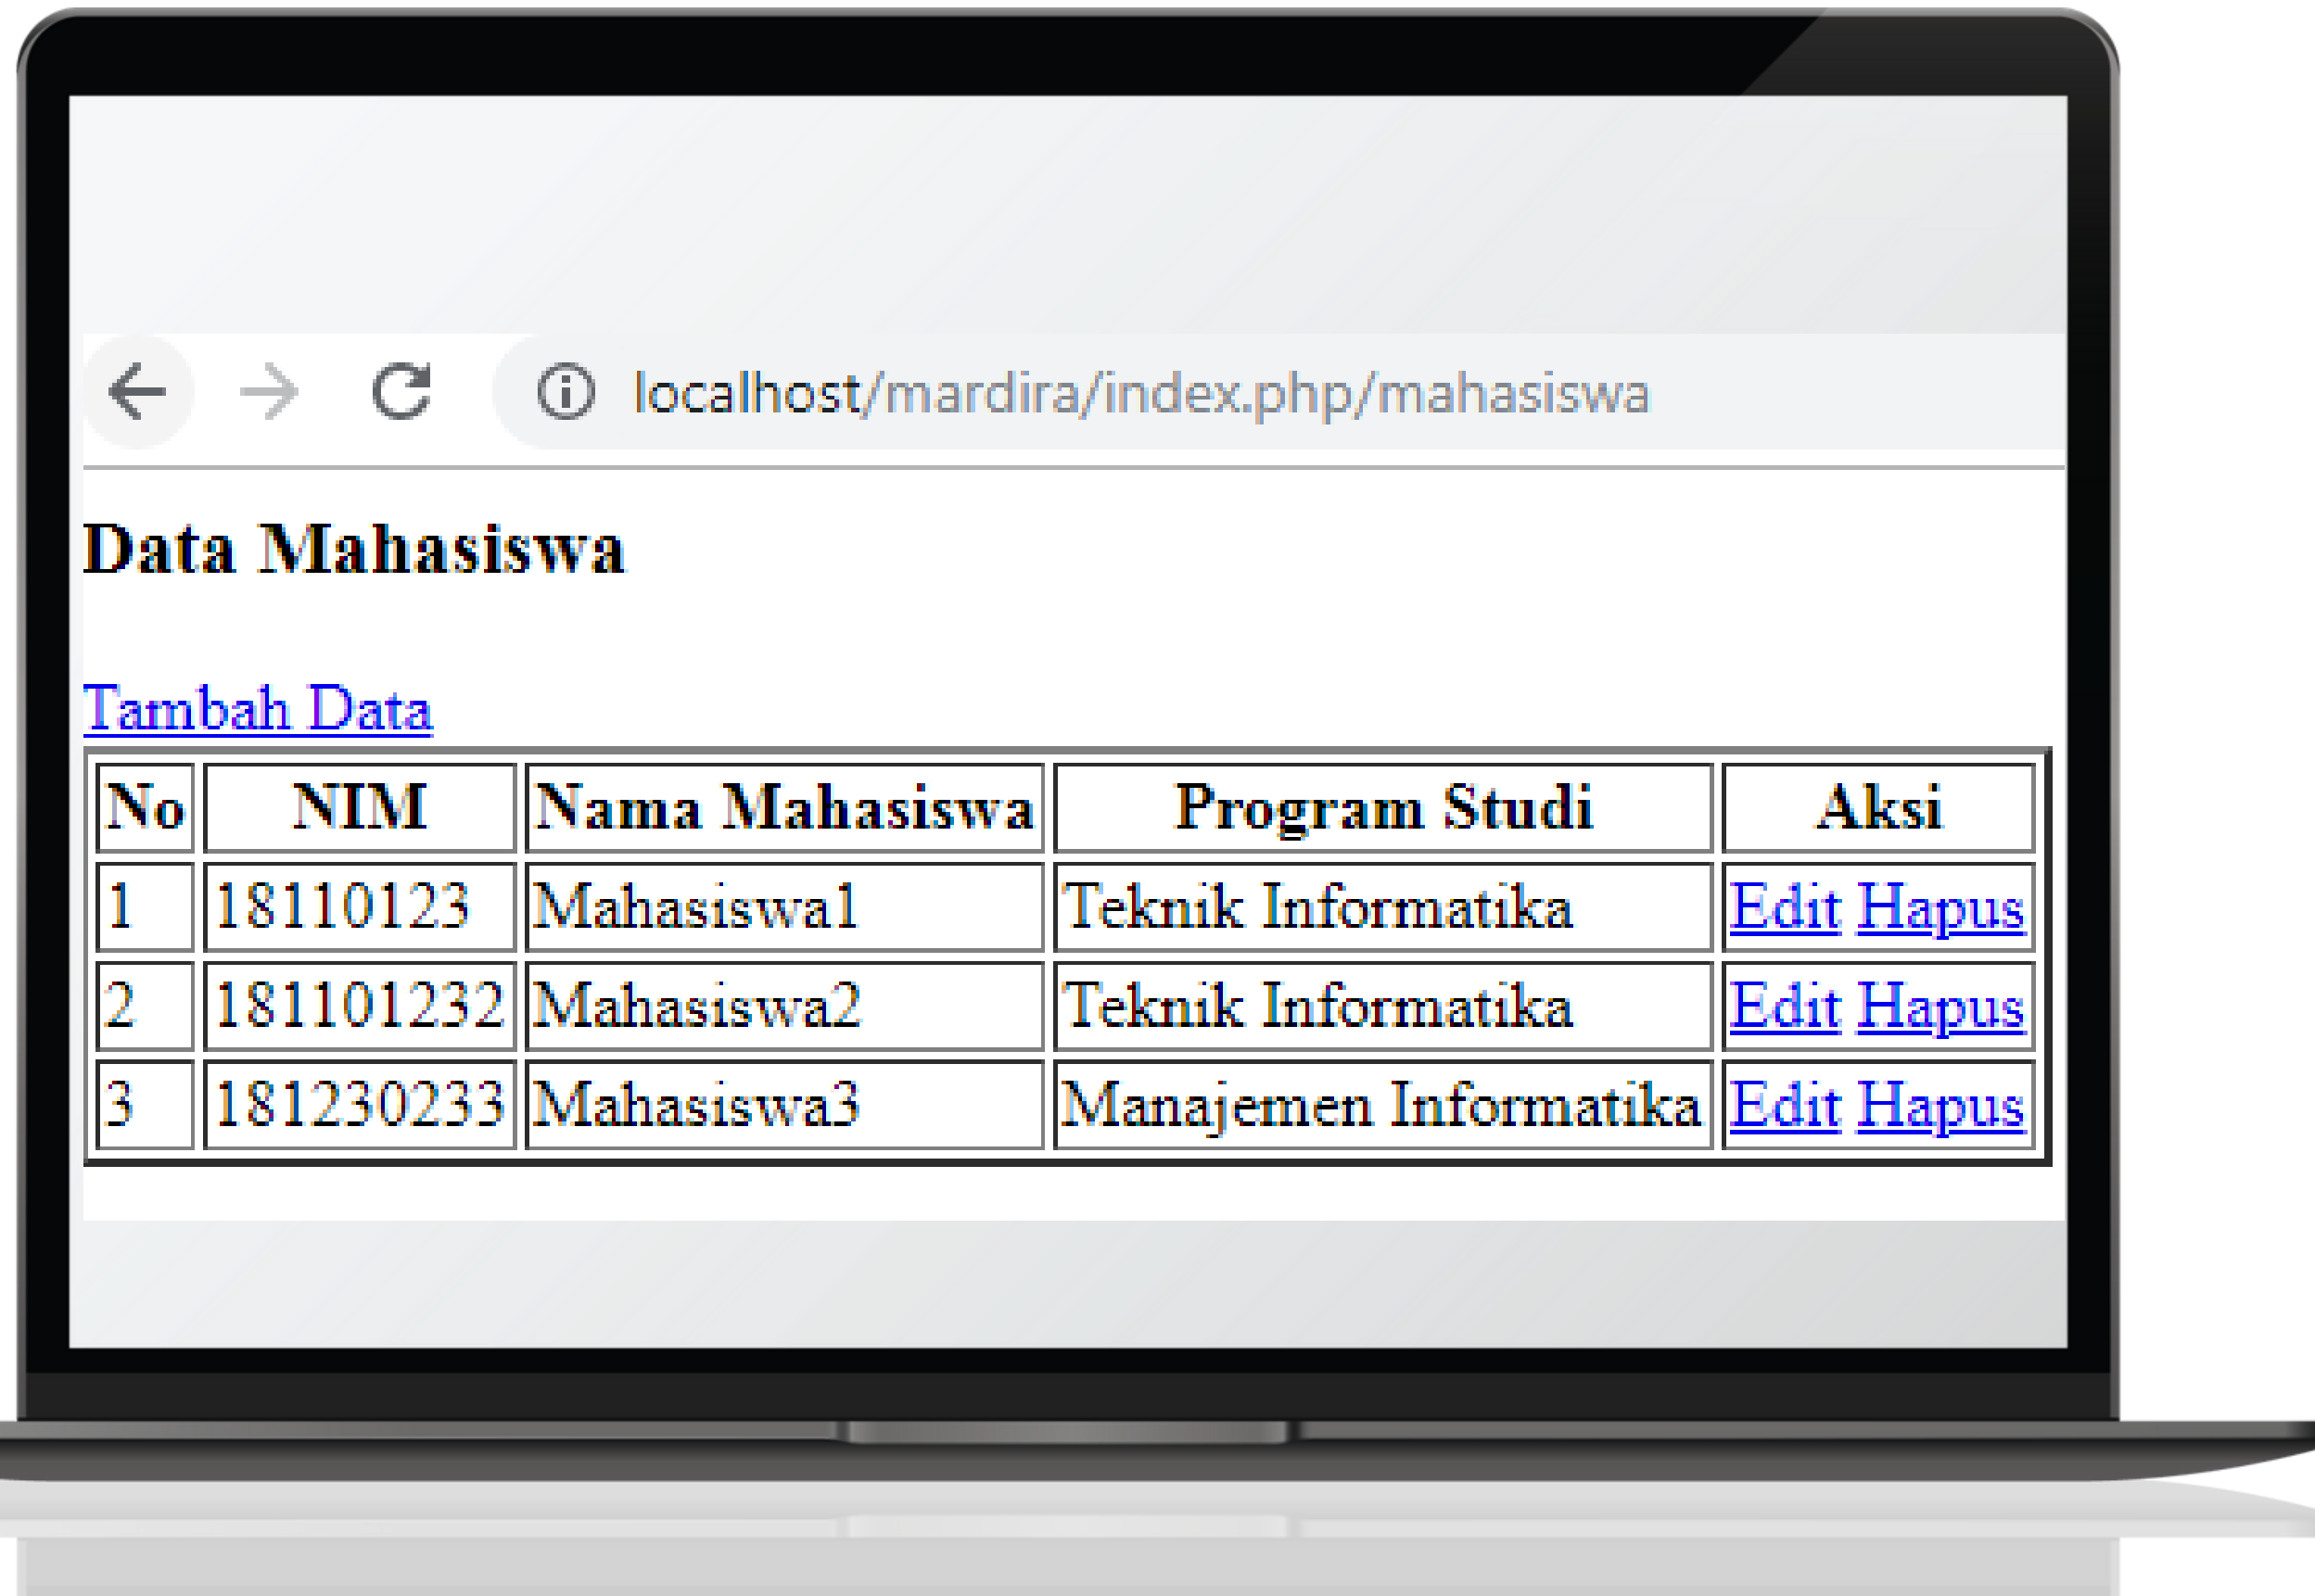 localhost/mardira/index.php/mahasiswa
Data Mahasiswa
Tambah Data
No NIM Nama Mahasiswa Program Studi Aksi
1 18110123 Mahasiswa1 Teknik Informatika Edit Hapus
2 181101232 Mahasiswa2 Teknik Informatika Edit Hapus
3 181230233 Mahasiswa3 Manajemen Informatika Edit Hapus